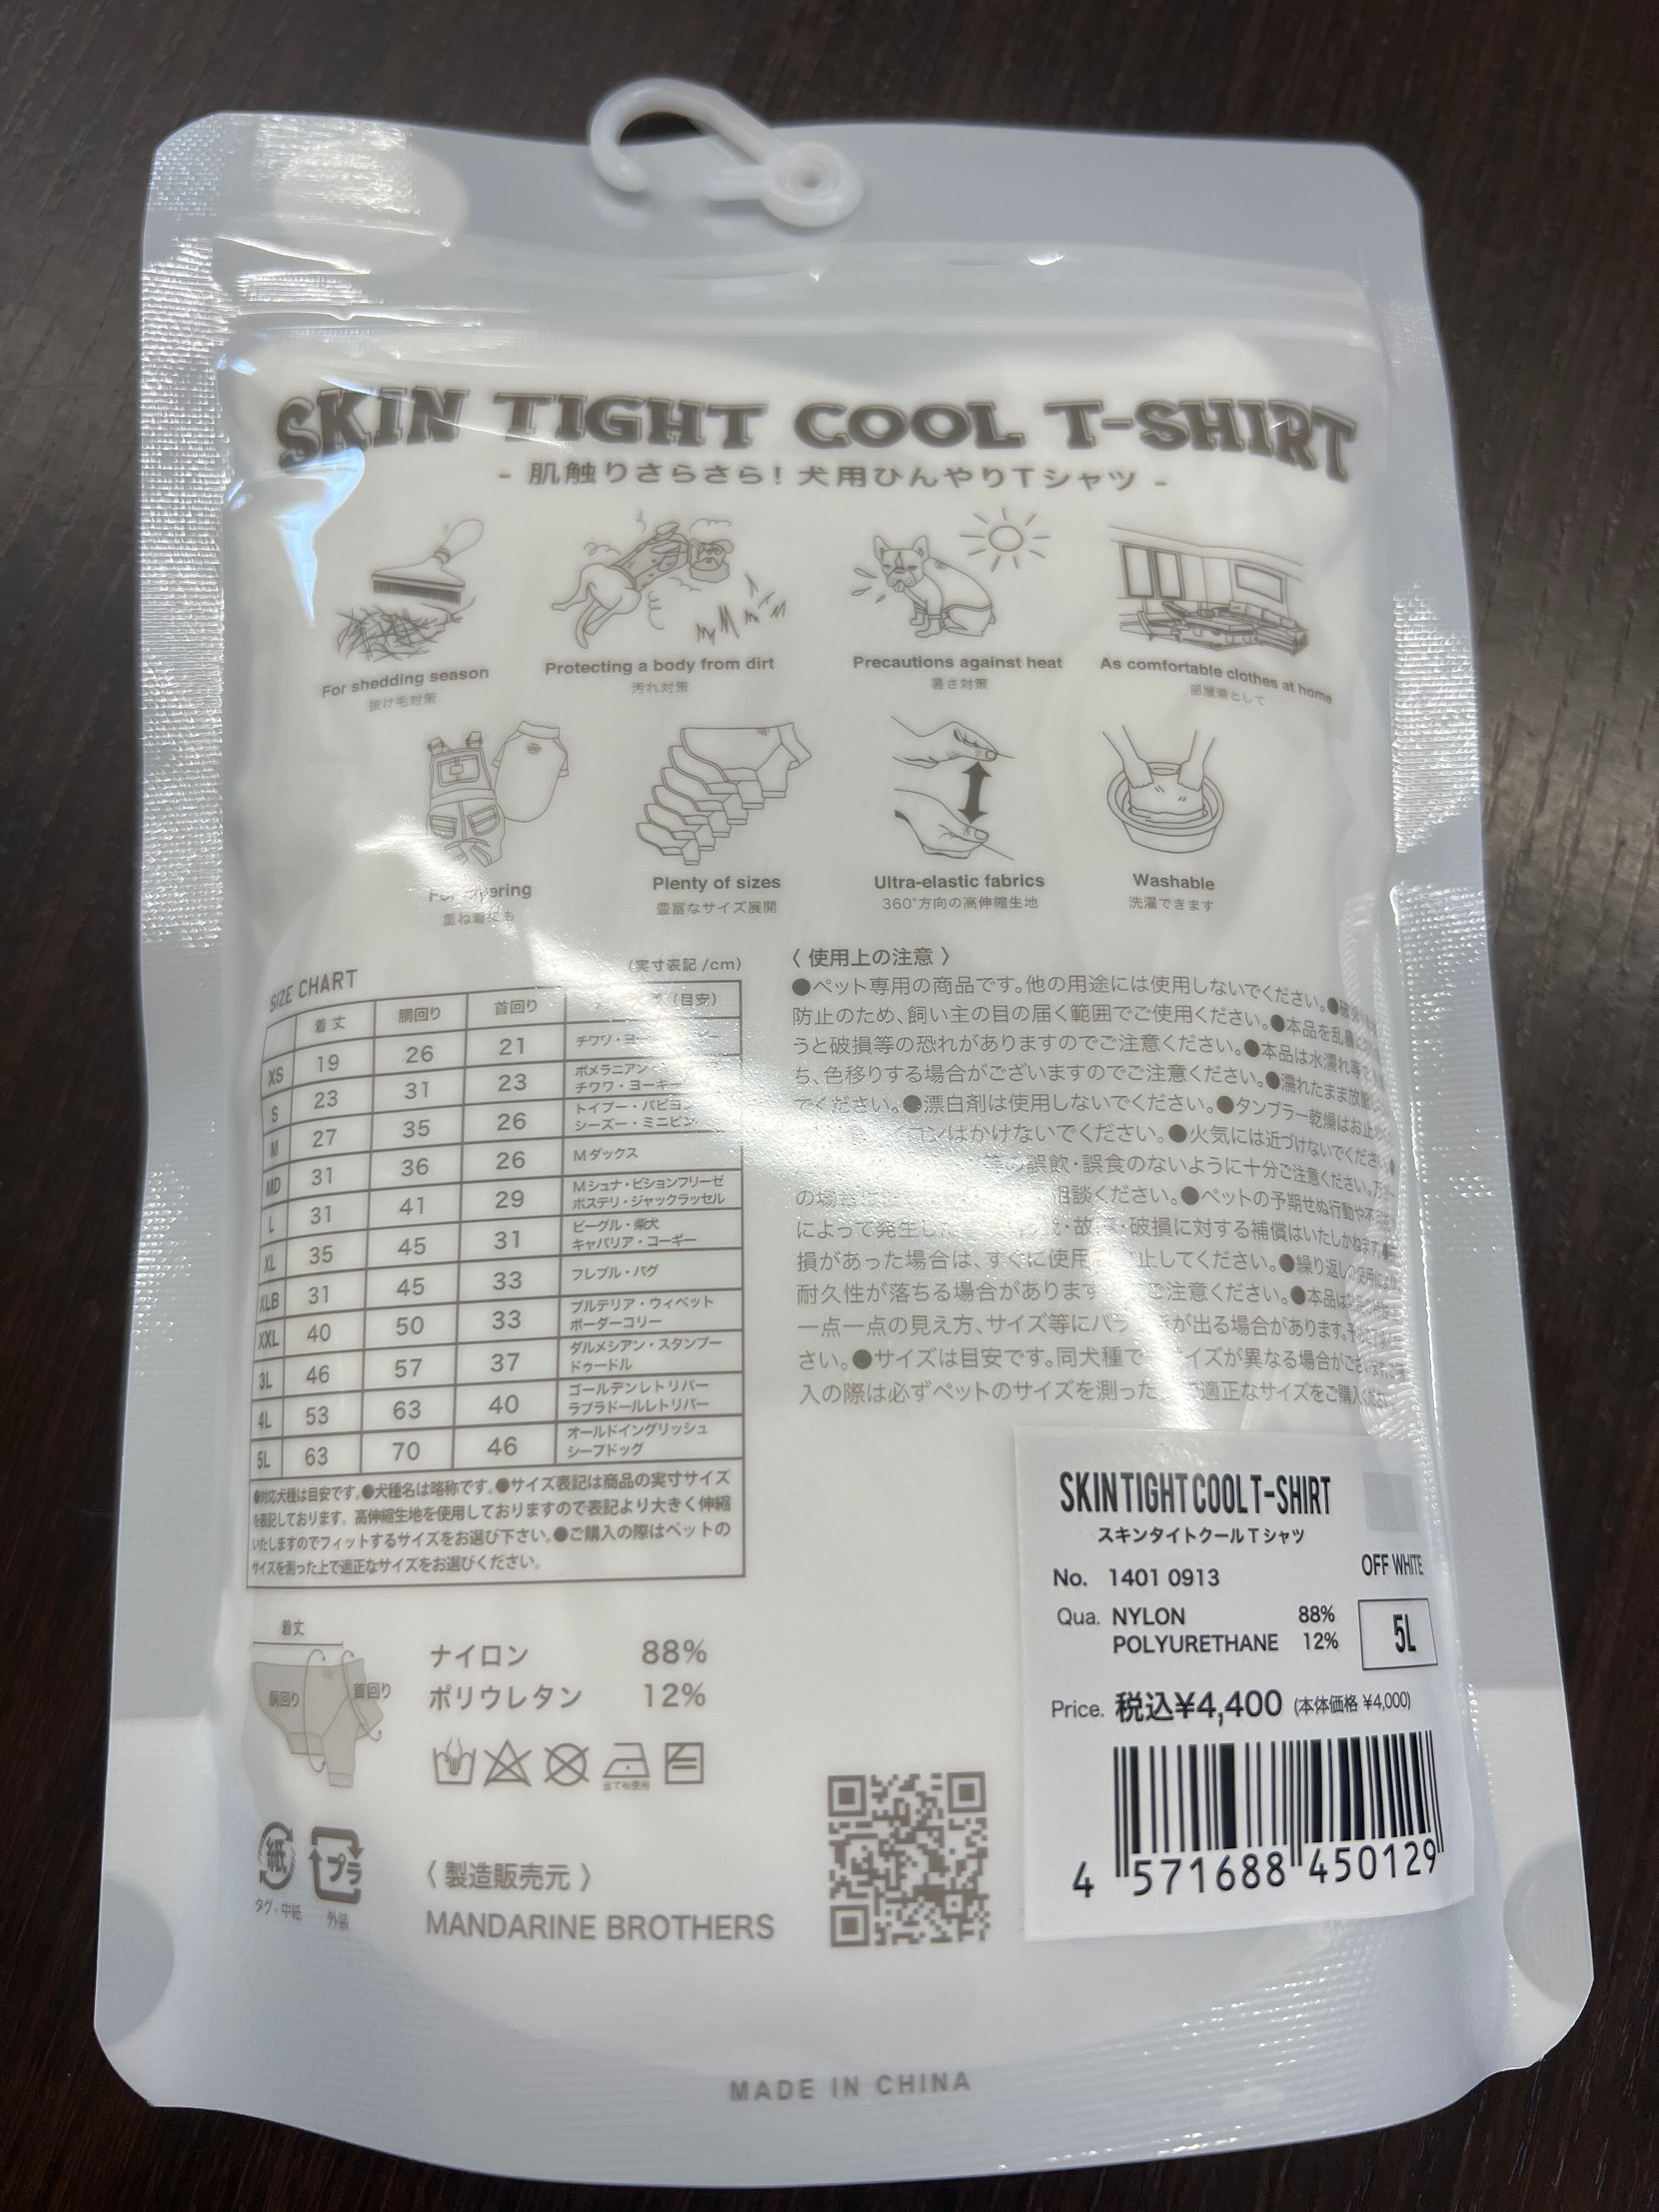 SKIN TIGHT COOL T-SHIRT
- 肌触りさらさら！犬用ひんやりTシャツ -
For shedding season
抜け毛対策
Protecting a body from dirt
汚れ対策
Precautions against heat
暑さ対策
As comfortable clothes at home
部屋着として
For layering
重ね着にも
Plenty of sizes
豊富なサイズ展開
Ultra-elastic fabrics
360°方向の高伸縮生地
Washable
洗濯できます
SIZE CHART
（実寸表記 /cm）
着丈 胴回り 首回り （目安）
XS 19 26 21 チワワ・
S 23 31 23 ポメラニアン
チワワ・ヨーキー
M 27 35 26 トイプー・パピヨン
シーズー・ミニピン
MD 31 36 26 Mダックス
L 31 41 29 Mシュナ・ビションフリーゼ
ボステリ・ジャックラッセル
XL 35 45 31 ビーグル・柴犬
キャバリア・コーギー
XLB 31 45 33 フレブル・パグ
XXL 40 50 33 ブルテリア・ウィペット
ボーダーコリー
3L 46 57 37 ダルメシアン・スタンプー
ドゥードル
4L 53 63 40 ゴールデンレトリバー
ラブラドールレトリバー
5L 63 70 46 オールドイングリッシュ
シープドッグ
●対応犬種は目安です。●犬種名は略称です。●サイズ表記は商品の実寸サイズ
を表記しております。高伸縮生地を使用しておりますので表記より大きく伸縮
いたしますのでフィットするサイズをお選び下さい。●ご購入の際はペットの
サイズを測った上で適正なサイズをお選びください。
〈 使用上の注意 〉
●ペット専用の商品です。他の用途には使用しないでください。●
防止のため、飼い主の目の届く範囲でご使用ください。●本品を乱暴に
うと破損等の恐れがありますのでご注意ください。●本品は水濡れ等
ち、色移りする場合がございますのでご注意ください。●濡れたまま放置
でください。●漂白剤は使用しないでください。●タンブラー乾燥はお止め
はかけないでください。●火気には近づけないでください。●
等の誤飲・誤食のないように十分ご注意ください。万一
の場合は 相談ください。●ペットの予期せぬ行動や
によって発生した ・破損に対する補償はいたしかねます。
損があった場合は、すぐに使用 止してください。●繰り返し
耐久性が落ちる場合があります ご注意ください。●本品は
一点一点の見え方、サイズ等にバラ が出る場合があります。
さい。●サイズは目安です。同犬種で イズが異なる場合がござ
入の際は必ずペットのサイズを測った 適正なサイズをご購入ください
着丈
胴回り
首回り
ナイロン 88%
ポリウレタン 12%
当て布使用
紙
タグ・中紙
プラ
外装
〈 製造販売元 〉
MANDARINE BROTHERS
SKIN TIGHT COOL T-SHIRT
スキンタイトクールTシャツ
OFF WHITE
No. 1401 0913
Qua. NYLON 88%
POLYURETHANE 12%
5L
Price. 税込¥4,400 (本体価格 ¥4,000)
4 571688 450129
MADE IN CHINA